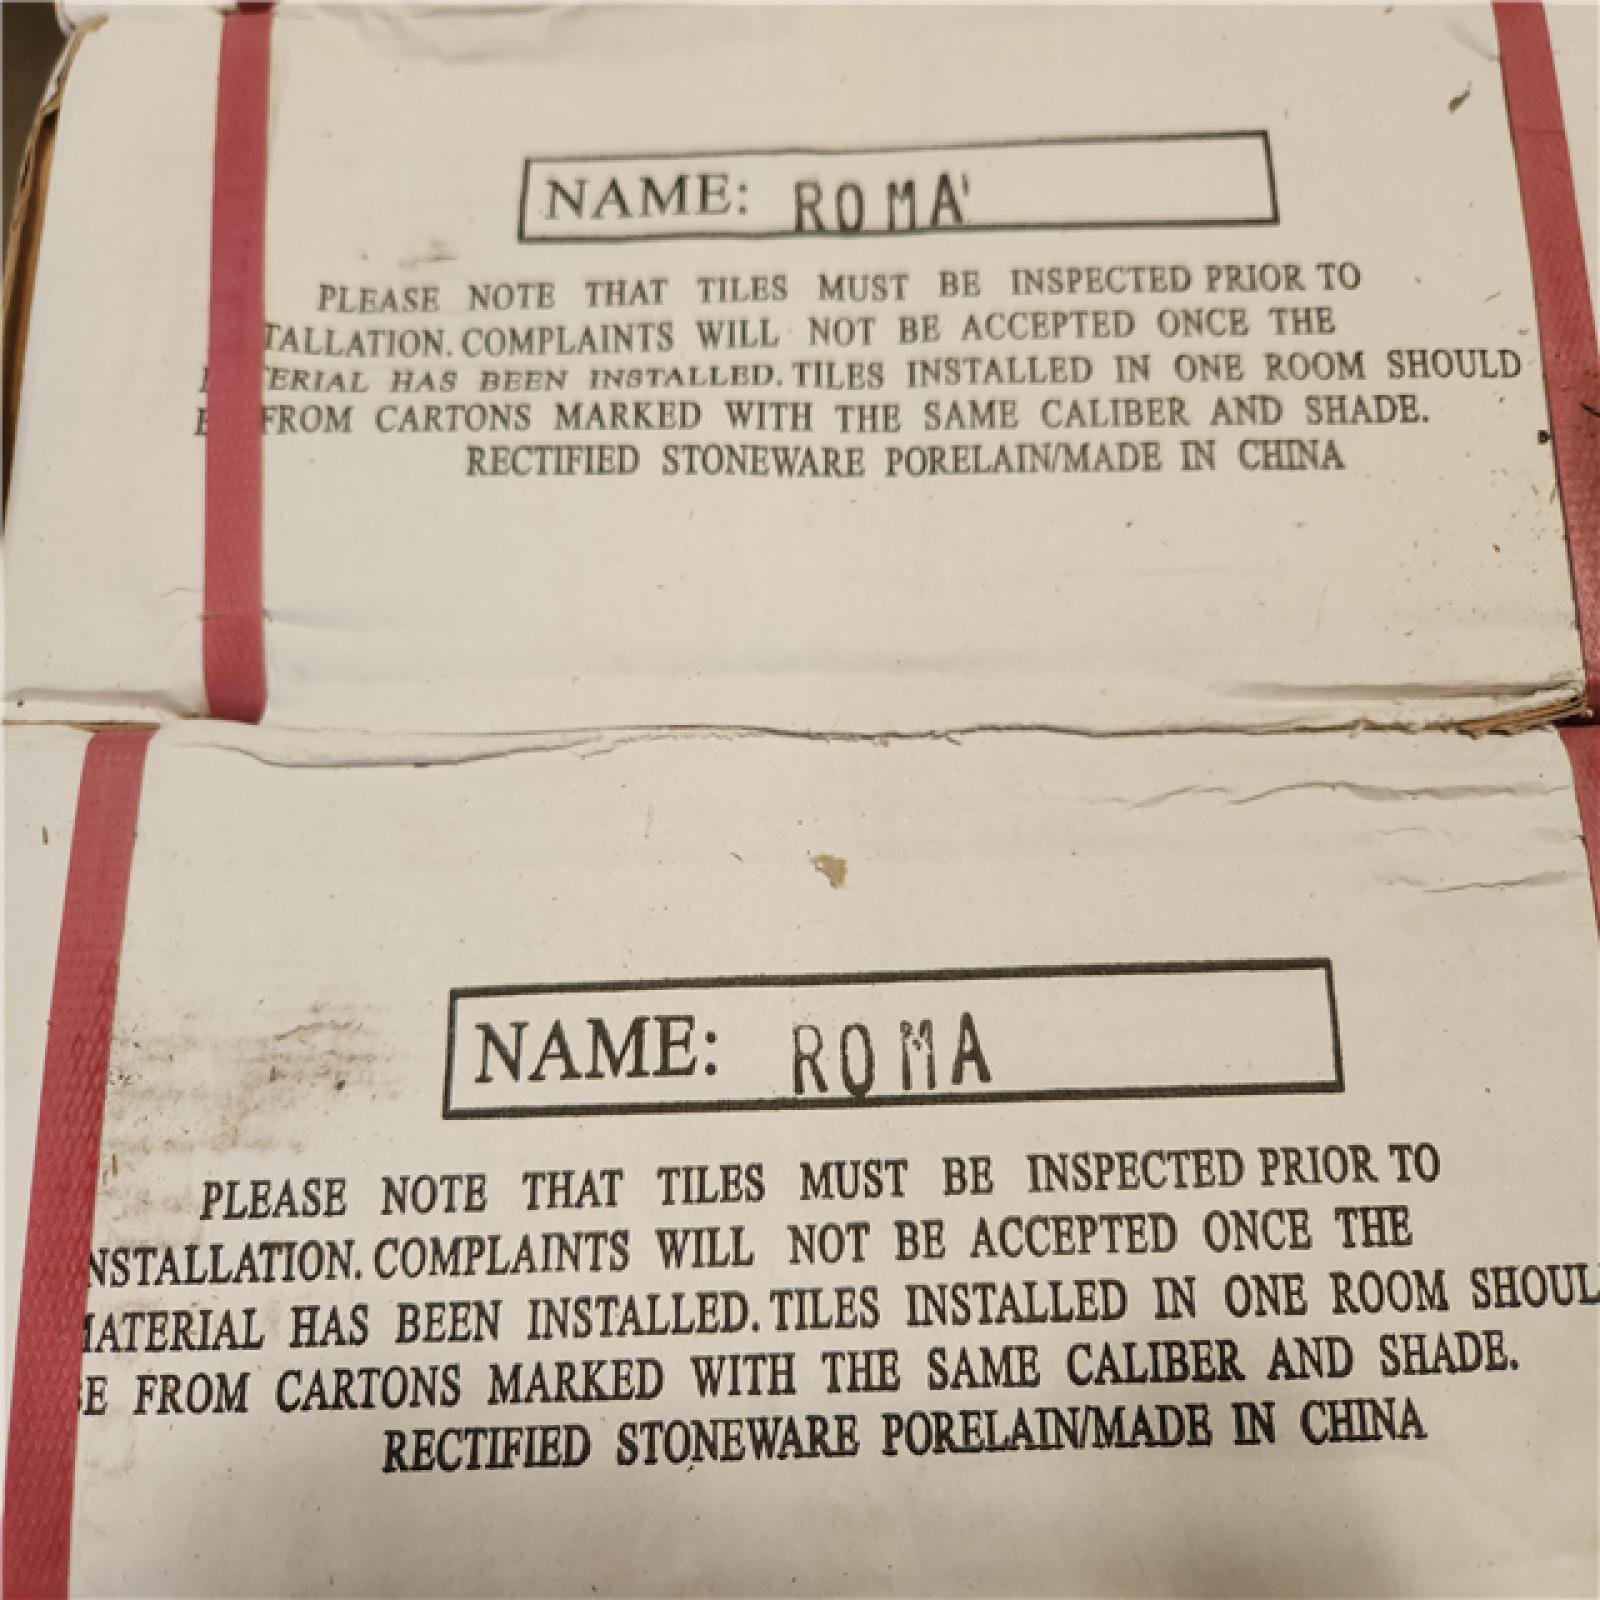 NAME: ROMA'
PLEASE NOTE THAT TILES MUST BE INSPECTED PRIOR TO
TALLATION. COMPLAINTS WILL NOT BE ACCEPTED ONCE THE
ERIAL HAS BEEN INSTALLED. TILES INSTALLED IN ONE ROOM SHOULD
FROM CARTONS MARKED WITH THE SAME CALIBER AND SHADE.
RECTIFIED STONEWARE PORELAIN/MADE IN CHINA
NAME: ROMA
PLEASE NOTE THAT TILES MUST BE INSPECTED PRIOR TO
NSTALLATION. COMPLAINTS WILL NOT BE ACCEPTED ONCE THE
ATERIAL HAS BEEN INSTALLED. TILES INSTALLED IN ONE ROOM SHOUL
E FROM CARTONS MARKED WITH THE SAME CALIBER AND SHADE.
RECTIFIED STONEWARE PORELAIN/MADE IN CHINA